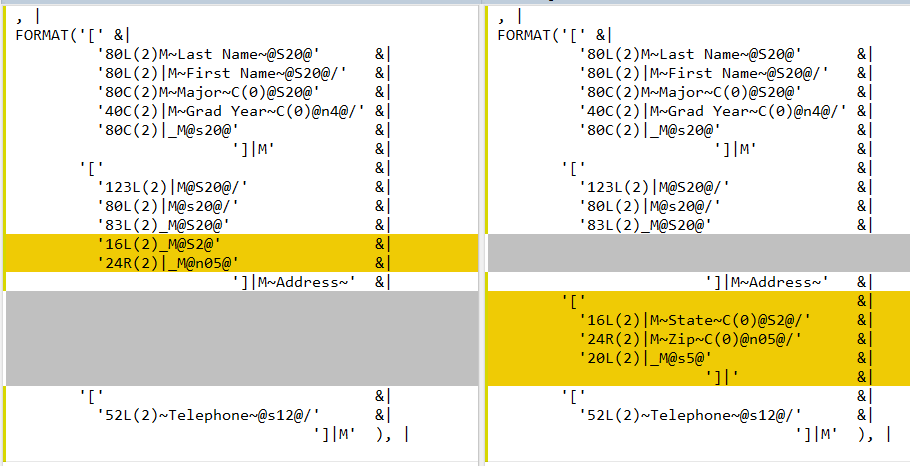 , |
FORMAT('[' &|
'80L(2)M~Last Name~@S20@' &|
'80L(2)|M~First Name~@S20@/' &|
'80C(2)M~Major~C(0)@S20@' &|
'40C(2)|M~Grad Year~C(0)@n4@/' &|
'80C(2)|_M@s20@' &|
']|M' &|
'[' &|
'123L(2)|M@S20@/' &|
'80L(2)|M@s20@/' &|
'83L(2)_M@S20@' &|
'16L(2)_M@S2@' &|
'24R(2)|_M@n05@' &|
']|M~Address~' &|
'[' &|
'52L(2)~Telephone~@s12@/' &|
']|M' ), |
, |
FORMAT('[' &|
'80L(2)M~Last Name~@S20@' &|
'80L(2)|M~First Name~@S20@/' &|
'80C(2)M~Major~C(0)@S20@' &|
'40C(2)|M~Grad Year~C(0)@n4@/' &|
'80C(2)|_M@s20@' &|
']|M' &|
'[' &|
'123L(2)|M@S20@/' &|
'80L(2)|M@s20@/' &|
'83L(2)_M@S20@' &|
']|M~Address~' &|
'[' &|
'16L(2)|M~State~C(0)@S2@/' &|
'24R(2)|M~Zip~C(0)@n05@/' &|
'20L(2)|_M@s5@' &|
']|' &|
'[' &|
'52L(2)~Telephone~@s12@/' &|
']|M' ), |